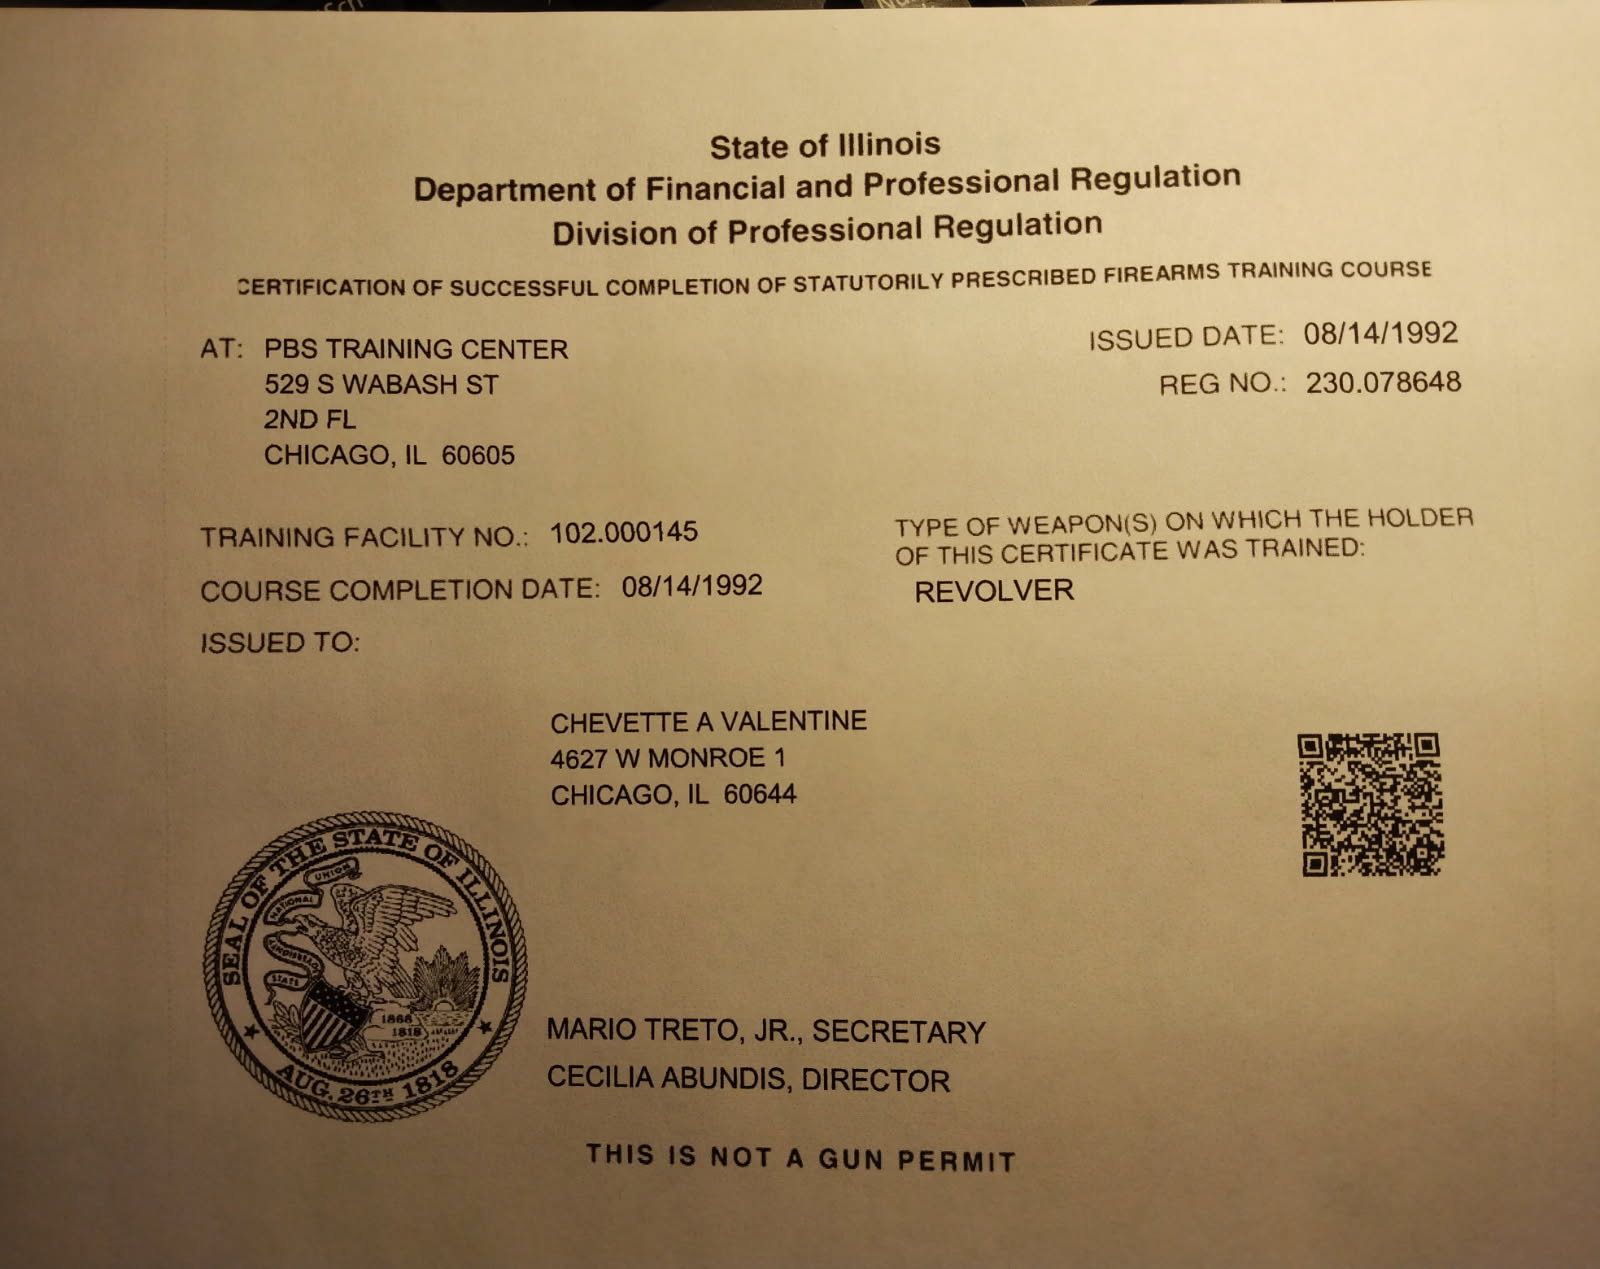 State of Illinois
Department of Financial and Professional Regulation
Division of Professional Regulation
CERTIFICATION OF SUCCESSFUL COMPLETION OF STATUTORILY PRESCRIBED FIREARMS TRAINING COURSE
AT: PBS TRAINING CENTER
529 S WABASH ST
2ND FL
CHICAGO, IL 60605
ISSUED DATE: 08/14/1992
REG NO.: 230.078648
TRAINING FACILITY NO.: 102.000145
COURSE COMPLETION DATE: 08/14/1992
TYPE OF WEAPON(S) ON WHICH THE HOLDER
OF THIS CERTIFICATE WAS TRAINED:
REVOLVER
ISSUED TO:
CHEVETTE A VALENTINE
4627 W MONROE 1
CHICAGO, IL 60644
SEAL OF THE STATE OF ILLINOIS
UNION
NATIONAL
STATE
1868
1818
AUG. 26TH 1818
MARIO TRETO, JR., SECRETARY
CECILIA ABUNDIS, DIRECTOR
THIS IS NOT A GUN PERMIT